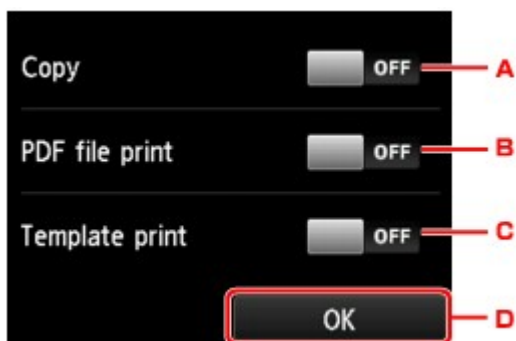 Copy OFF A
PDF file print OFF B
Template print OFF C
OK D